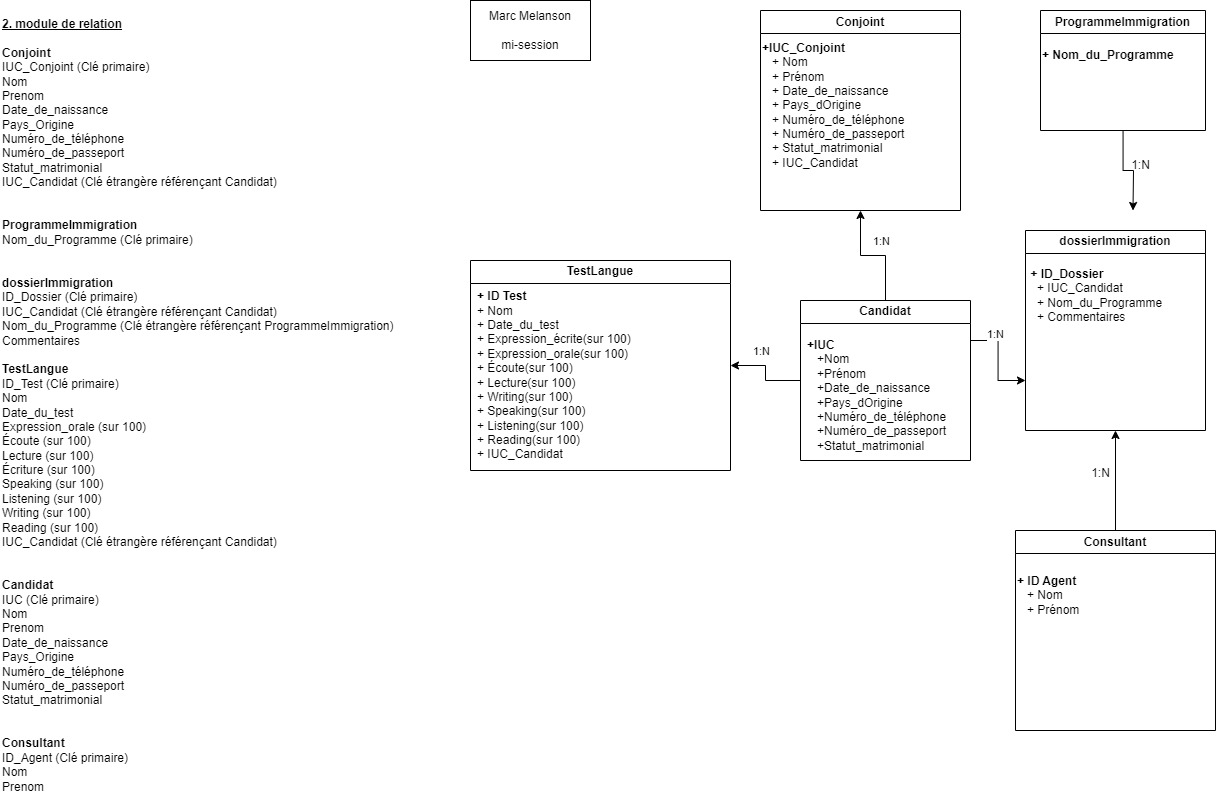 2. module de relation
Conjoint
IUC_Conjoint (Clé primaire)
Nom
Prenom
Date_de_naissance
Pays_Origine
Numéro_de_téléphone
Numéro_de_passeport
Statut_matrimonial
IUC_Candidat (Clé étrangère référençant Candidat)
ProgrammeImmigration
Nom_du_Programme (Clé primaire)
dossierImmigration
ID_Dossier (Clé primaire)
IUC_Candidat (Clé étrangère référençant Candidat)
Nom_du_Programme (Clé étrangère référençant ProgrammeImmigration)
Commentaires
TestLangue
ID_Test (Clé primaire)
Nom
Date_du_test
Expression_orale (sur 100)
Écoute (sur 100)
Lecture (sur 100)
Écriture (sur 100)
Speaking (sur 100)
Listening (sur 100)
Writing (sur 100)
Reading (sur 100)
IUC_Candidat (Clé étrangère référençant Candidat)
Candidat
IUC (Clé primaire)
Nom
Prenom
Date_de_naissance
Pays_Origine
Numéro_de_téléphone
Numéro_de_passeport
Statut_matrimonial
Consultant
ID_Agent (Clé primaire)
Nom
Prenom
Marc Melanson
mi-session
Conjoint
+IUC_Conjoint
+ Nom
+ Prénom
+ Date_de_naissance
+ Pays_dOrigine
+ Numéro_de_téléphone
+ Numéro_de_passeport
+ Statut_matrimonial
+ IUC_Candidat
ProgrammeImmigration
+ Nom_du_Programme
1:N
1:N
TestLangue
+ ID Test
+ Nom
+ Date_du_test
+ Expression_écrite(sur 100)
+ Expression_orale(sur 100)
+ Écoute(sur 100)
+ Lecture(sur 100)
+ Writing(sur 100)
+ Speaking(sur 100)
+ Listening(sur 100)
+ Reading(sur 100)
+ IUC_Candidat
1:N
Candidat
+IUC
+Nom
+Prénom
+Date_de_naissance
+Pays_dOrigine
+Numéro_de_téléphone
+Numéro_de_passeport
+Statut_matrimonial
1:N
dossierImmigration
+ ID_Dossier
+ IUC_Candidat
+ Nom_du_Programme
+ Commentaires
1:N
Consultant
+ ID Agent
+ Nom
+ Prénom